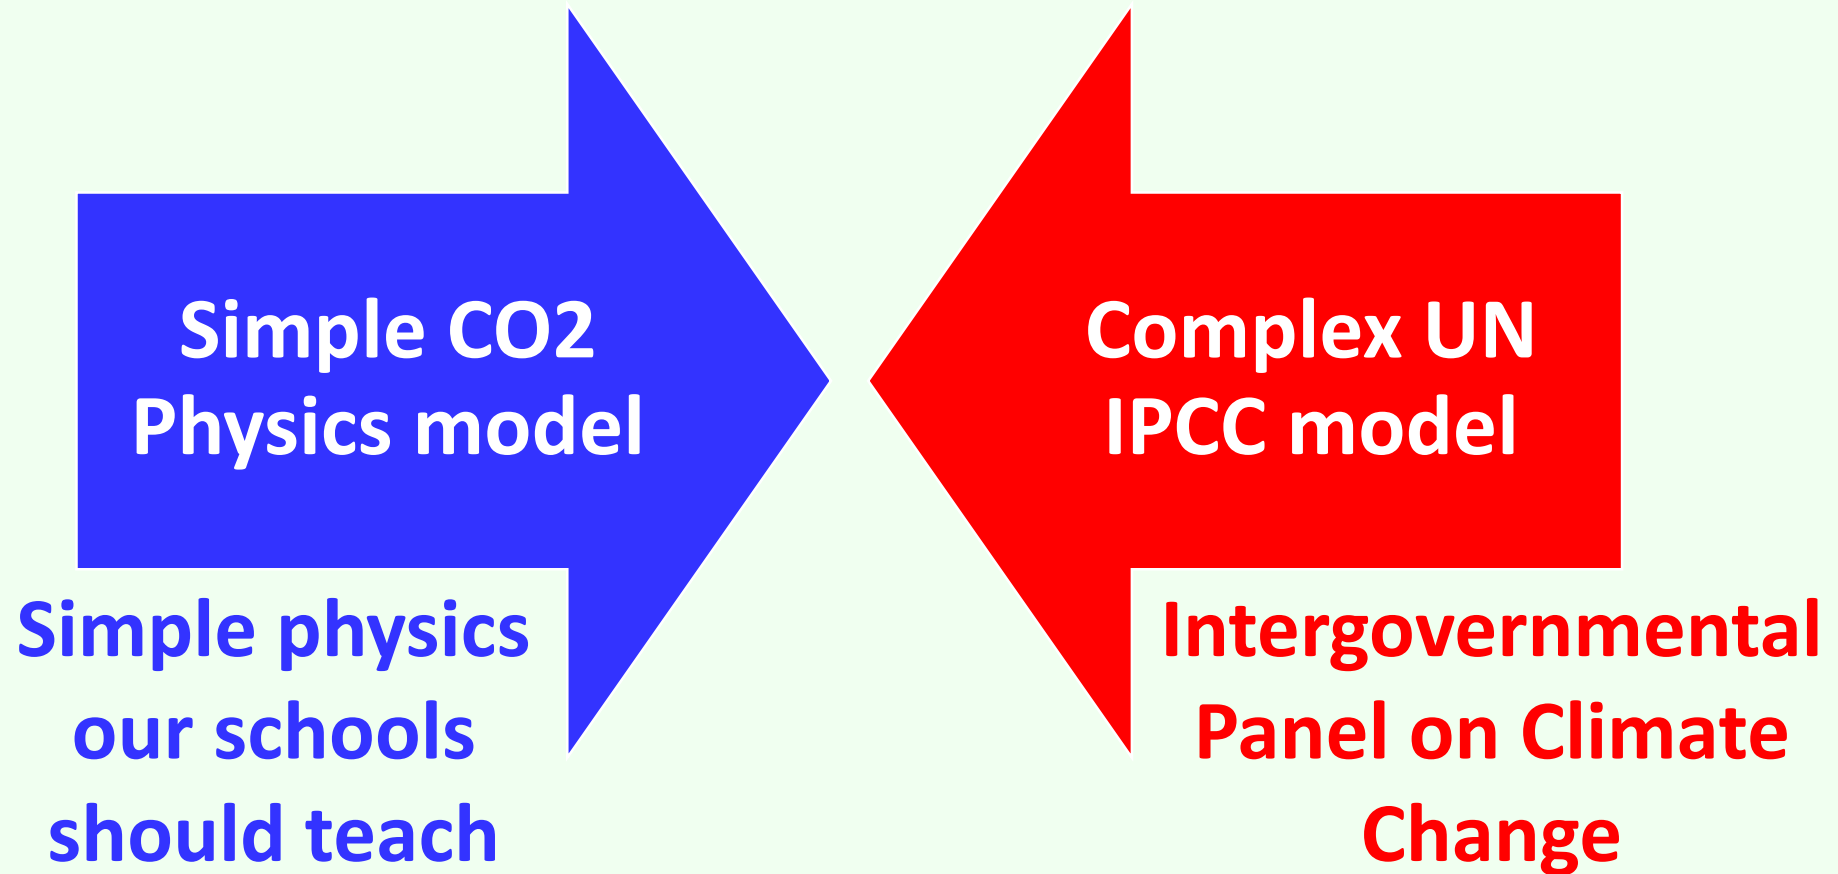 Simple CO2
Physics model
Complex UN
IPCC model
Simple physics
our schools
should teach
Intergovernmental
Panel on Climate
Change